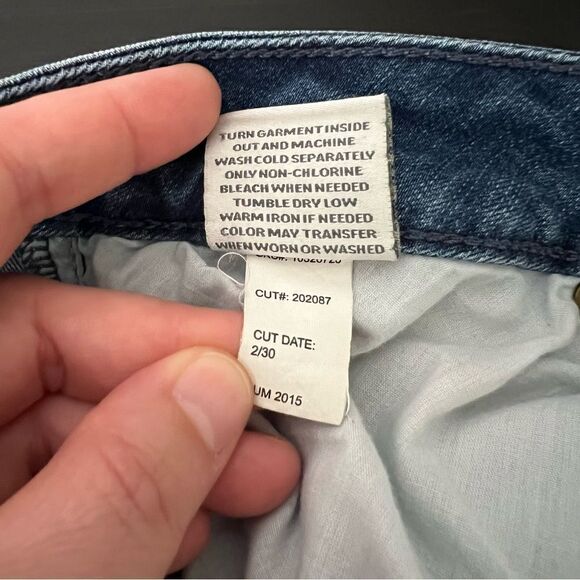 TURN GARMENT INSIDE
OUT AND MACHINE
WASH COLD SEPARATELY
ONLY NON-CHLORINE
BLEACH WHEN NEEDED
TUMBLE DRY LOW
WARM IRON IF NEEDED
COLOR MAY TRANSFER
WHEN WORN OR WASHED
CUT#: 202087
CUT DATE:
2/30
UM 2015